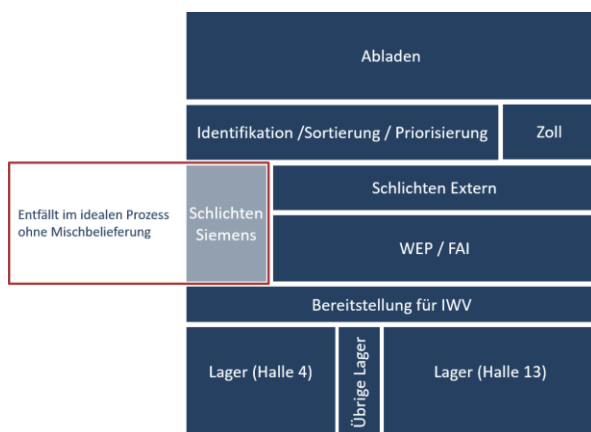 Abladen
Identifikation /Sortierung / Priorisierung
Zoll
Entfällt im idealen Prozess
ohne Mischbelieferung
Schlichten
Siemens
Schlichten Extern
WEP / FAI
Bereitstellung für IWV
Lager (Halle 4)
Übrige Lager
Lager (Halle 13)